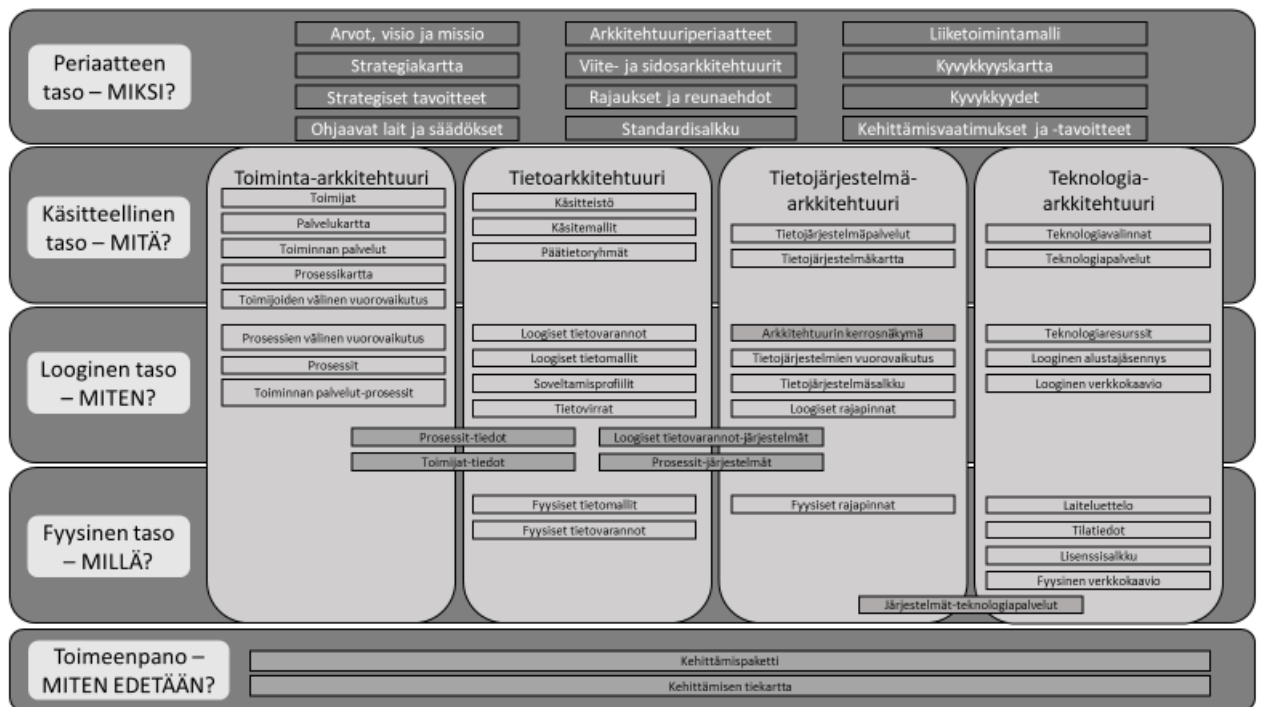 Periaatteen
taso – MIKSI?
Arvot, visio ja missio
Strategiakartta
Strategiset tavoitteet
Ohjaavat lait ja säädökset
Arkkitehtuuriperiaatteet
Viite- ja sidosarkkitehtuurit
Rajaukset ja reunaehdot
Standardisalkku
Liiketoimintamalli
Kyvykkyyskartta
Kyvykkyydet
Kehittämisvaatimukset ja -tavoitteet
Käsitteellinen
taso – MITÄ?
Looginen taso
– MITEN?
Fyysinen taso
– MILLÄ?
Toiminta-arkkitehtuuri
Toimijat
Palvelukartta
Toiminnan palvelut
Prosessikartta
Toimijoiden välinen vuorovaikutus
Prosessien välinen vuorovaikutus
Prosessit
Toiminnan palvelut-prosessit
Tietoarkkitehtuuri
Käsitteistö
Käsitemallit
Päätietoryhmät
Loogiset tietovarannot
Loogiset tietomallit
Soveltamisprofiilit
Tietovirrat
Prosessit-tiedot
Toimijat-tiedot
Loogiset tietovarannot-järjestelmät
Prosessit-järjestelmät
Fyysiset tietomallit
Fyysiset tietovarannot
Tietojärjestelmä-
arkkitehtuuri
Tietojärjestelmäpalvelut
Tietojärjestelmäkartta
Arkkitehtuurin kerrosnäkymä
Tietojärjestelmien vuorovaikutus
Tietojärjestelmäsalkku
Loogiset rajapinnat
Fyysiset rajapinnat
Teknologia-
arkkitehtuuri
Teknologiavalinnat
Teknologiapalvelut
Teknologiaresurssit
Looginen alustajäsennys
Looginen verkkokaavio
Laiteluettelo
Tilatiedot
Lisenssisalkku
Fyysinen verkkokaavio
Järjestelmät-teknologiapalvelut
Toimeenpano –
MITEN EDETÄÄN?
Kehittämispaketti
Kehittämisen tiekartta